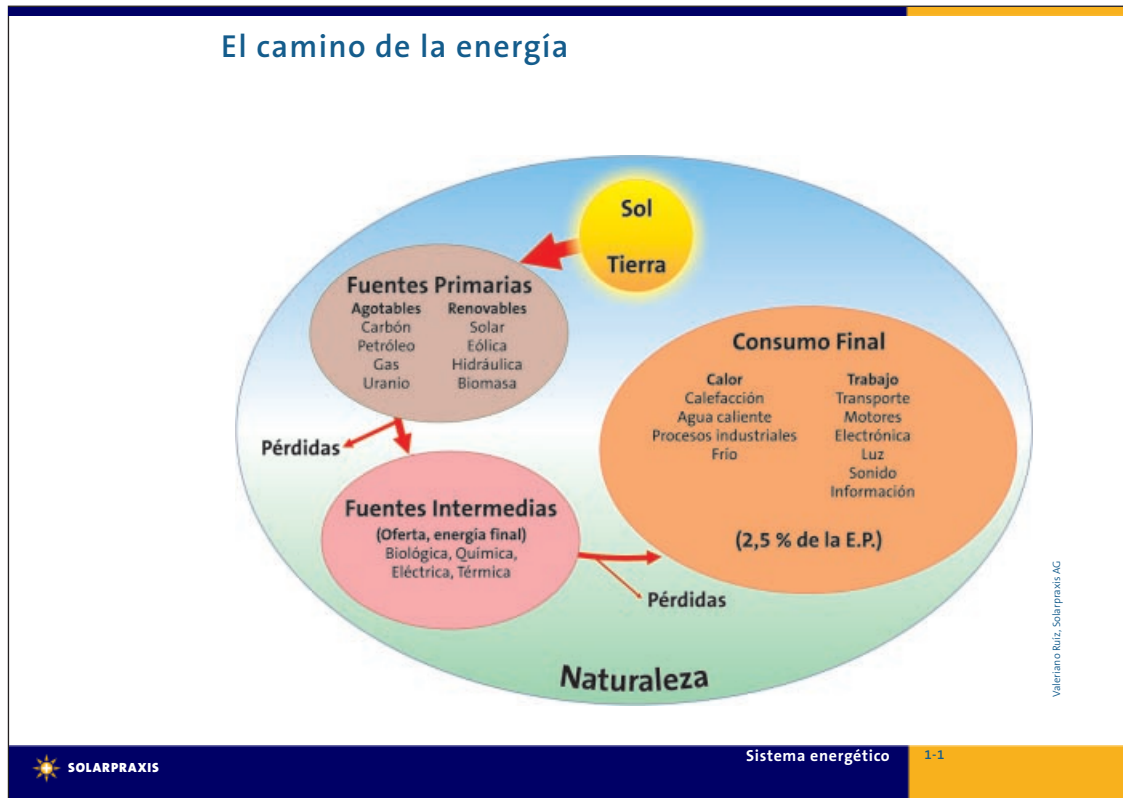 El camino de la energía
Sol
Tierra
Fuentes Primarias
Agotables Renovables
Carbón Solar
Petróleo Eólica
Gas Hidráulica
Uranio Biomasa
Consumo Final
Calor Trabajo
Calefacción Transporte
Agua caliente Motores
Procesos industriales Electrónica
Frío Luz
Sonido
Información
(2,5 % de la E.P.)
Pérdidas
Fuentes Intermedias
(Oferta, energía final)
Biológica, Química,
Eléctrica, Térmica
Pérdidas
Naturaleza
Valeriano Ruíz, Solarpraxis AG
SOLARPRAXIS
Sistema energético 1-1